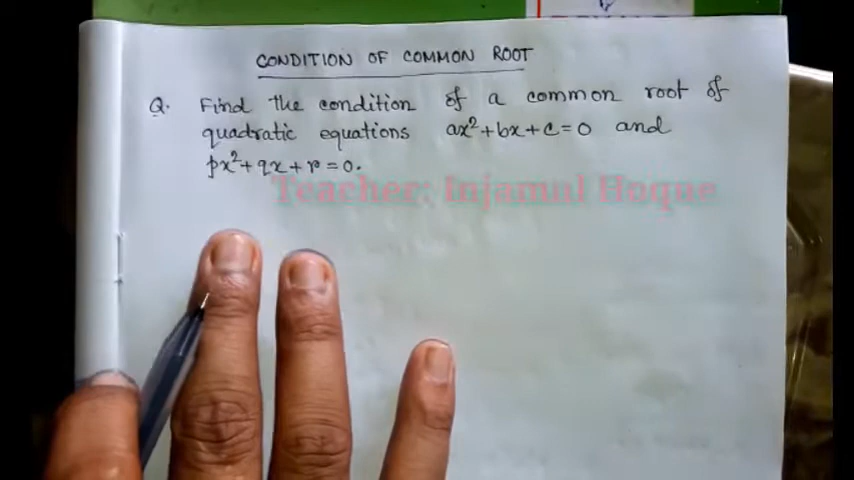 CONDITION OF COMMON ROOT
Q. Find the condition of a common root of
quadratic equations ax²+bx+c=0 and
px²+qx+r=0.
Teacher: Injamul Hoque